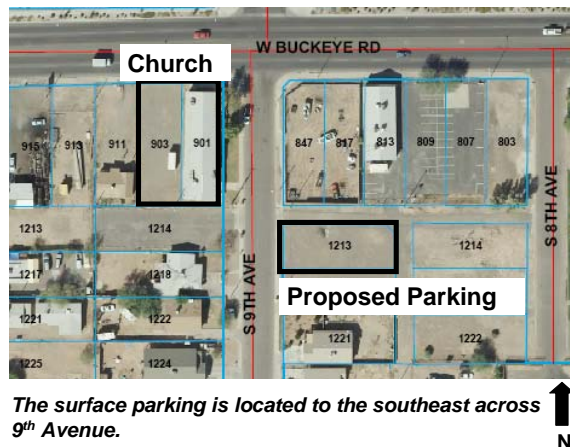 W BUCKEYE RD
Church
915 913 911 903 901 847 817 813 809 807 803
1213 1214 1213 1214
S 9TH AVE
S 8TH AVE
1217 1218
Proposed Parking
1221 1222 1221 1222
1225 1224
The surface parking is located to the southeast across
9th Avenue.
N